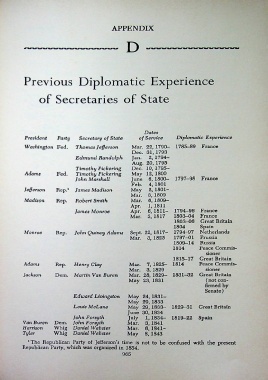 APPENDIX
D
Previous Diplomatic Experience
of Secretaries of State
Dates
President Party Secretary of State of Service Diplomatic Experience
Washington Fed. Thomas Jefferson Mar. 22, 1790– 1785–89 France
Dec. 31, 1793
Edmund Randolph Jan. 2, 1794–
Aug. 20, 1795
Timothy Pickering Dec. 10, 1795–
Adams Fed. Timothy Pickering May 12, 1800
John Marshall June 6, 1800– 1797–98 France
Feb. 4, 1801
Jefferson Rep.* James Madison May 2, 1801–
Mar. 3, 1809
Madison Rep. Robert Smith Mar. 6, 1809–
Apr. 1, 1811
James Monroe Apr. 6, 1811– 1794–96 France
Mar. 3, 1817 1803–04 France
1803–06 Great Britain
1804 Spain
Monroe Rep. John Quincy Adams Sept. 22, 1817– 1794–97 Netherlands
Mar. 3, 1825 1797–01 Prussia
1809–14 Russia
1814 Peace Commis-
sioner
1815–17 Great Britain
Adams Rep. Henry Clay Mar. 7, 1825– 1814 Peace Commis-
Mar. 3, 1829 sioner
Jackson Dem. Martin Van Buren Mar. 28, 1829– 1831–32 Great Britain
May 23, 1831 (not con-
firmed by
Senate)
Edward Livingston May 24, 1831–
May 29, 1833
Louis McLane May 29, 1833– 1829–31 Great Britain
June 30, 1834
John Forsyth July 1, 1834– 1819–22 Spain
Van Buren Dem. John Forsyth Mar. 3, 1841
Harrison Whig Daniel Webster Mar. 6, 1841–
Tyler Whig Daniel Webster May 8, 1843
*The Republican Party of Jefferson's time is not to be confused with the present
Republican Party, which was organized in 1854.
965